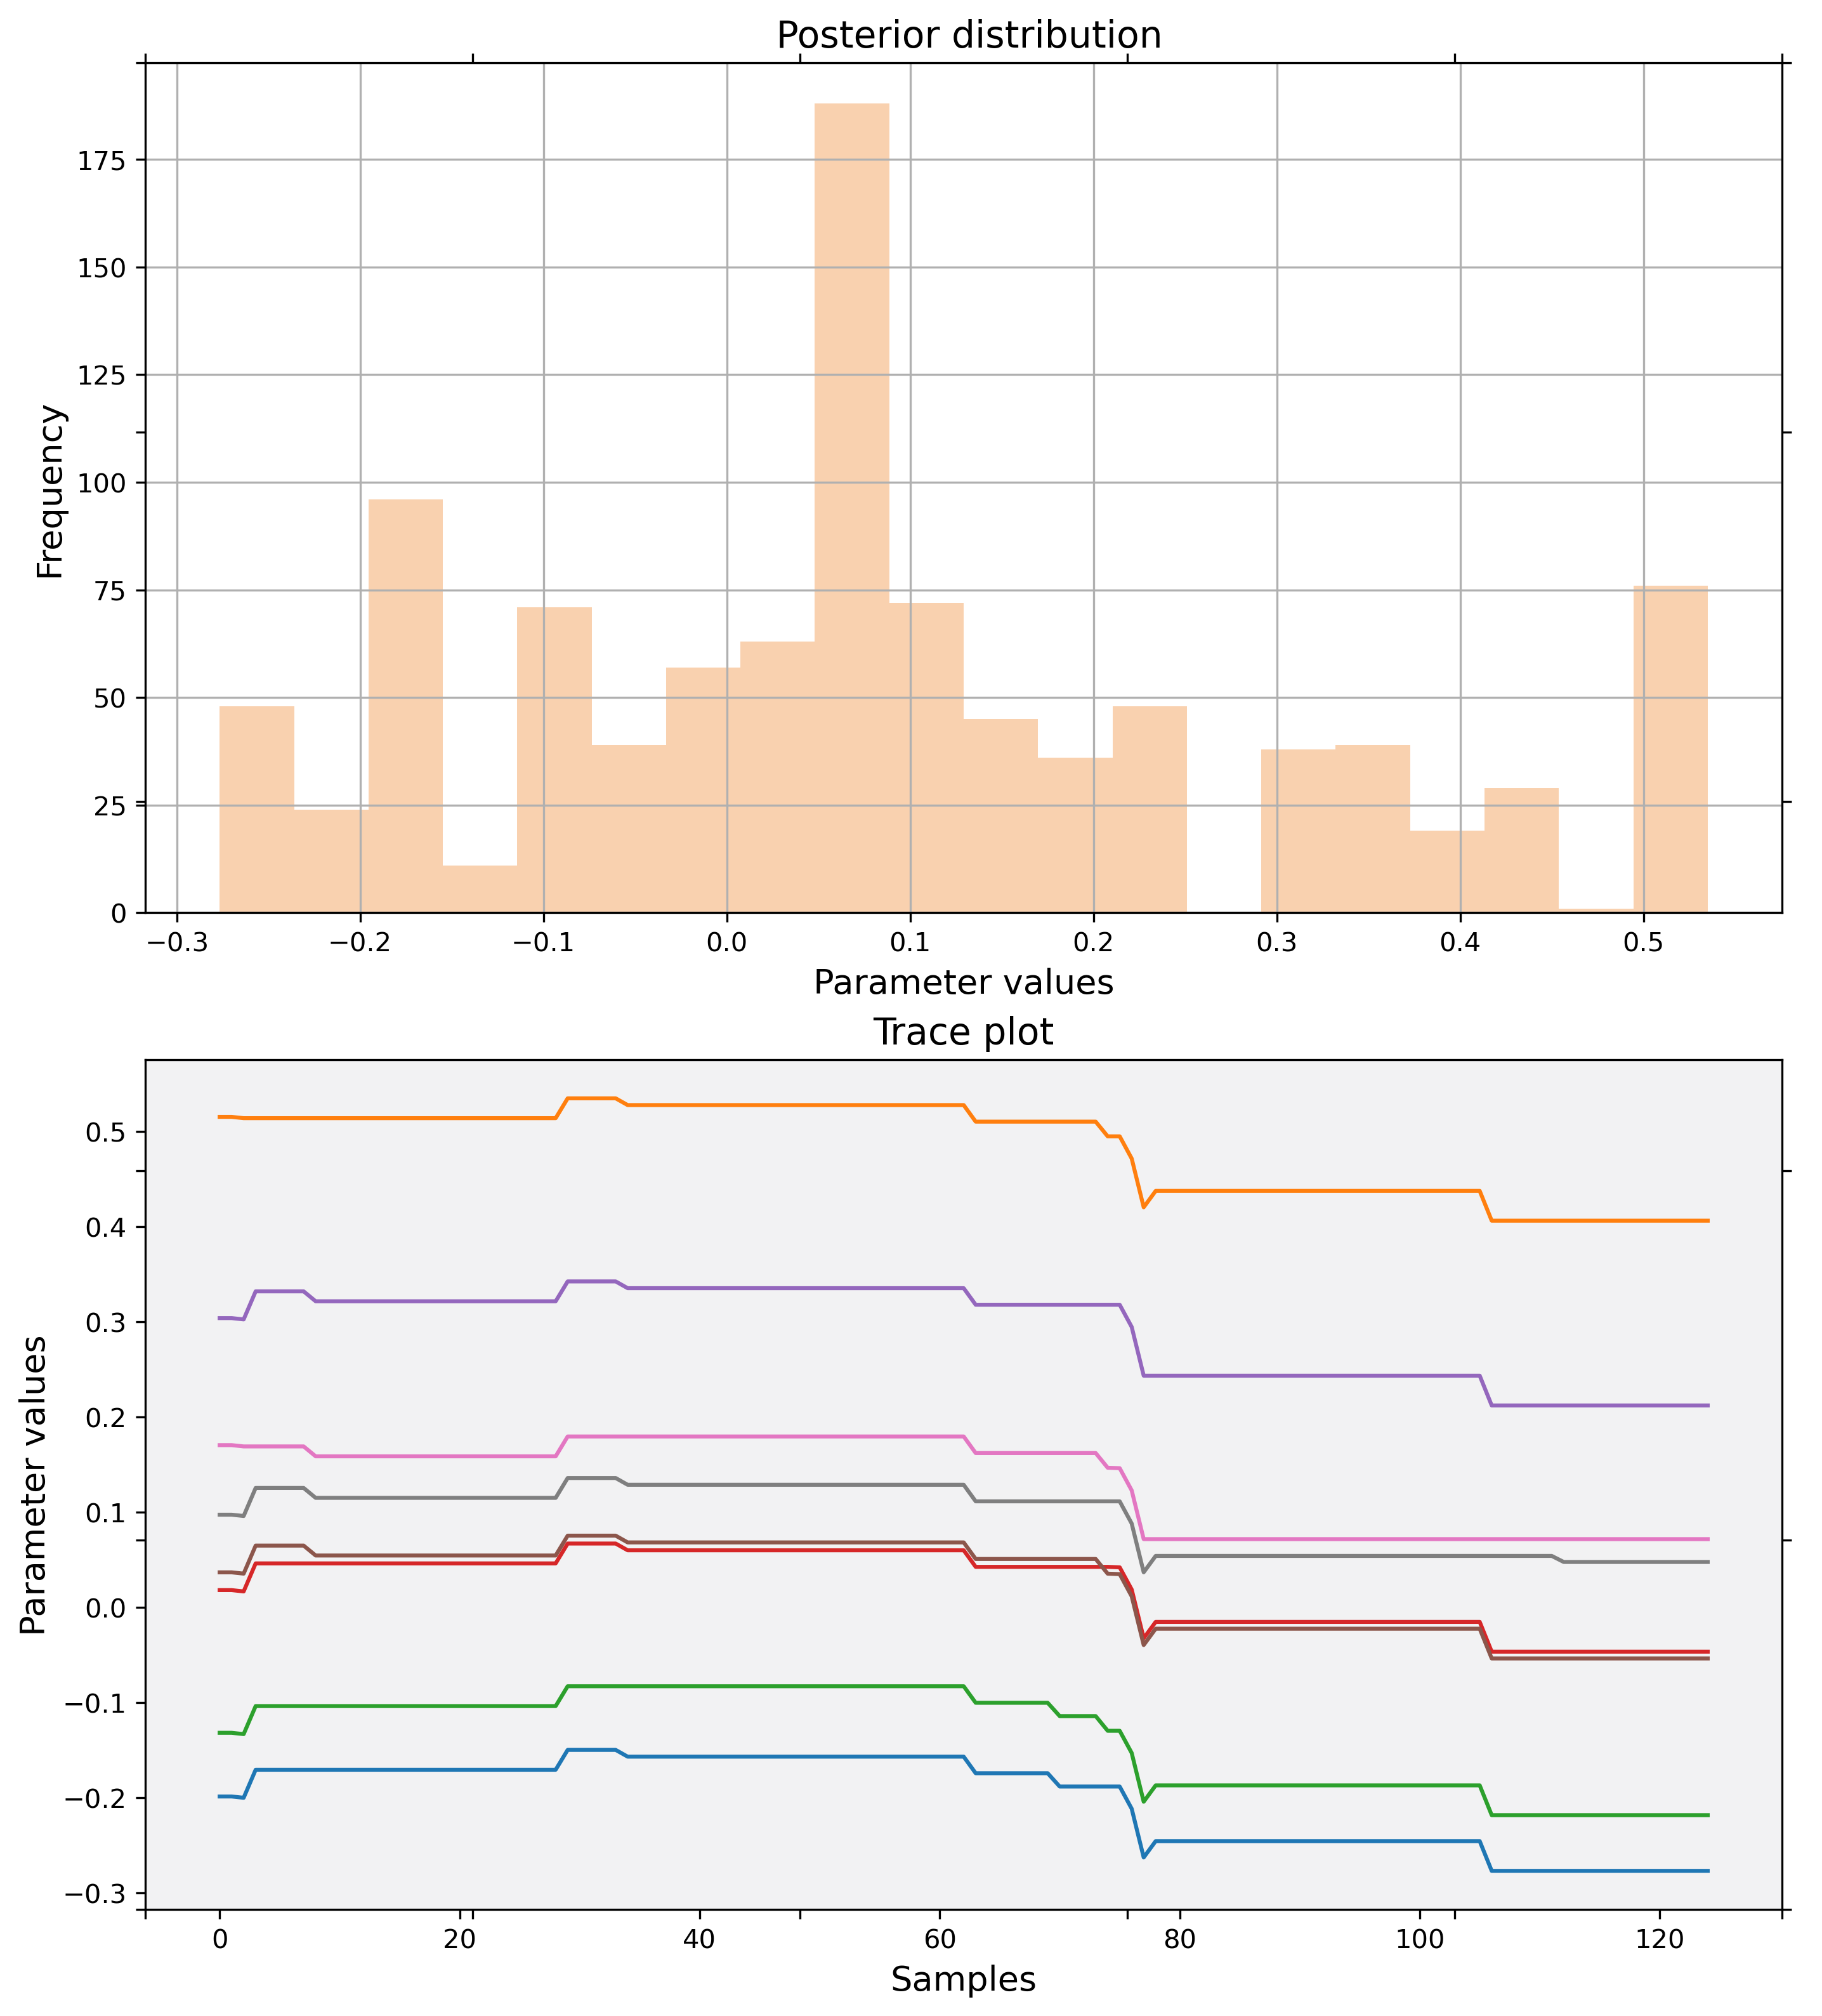 Posterior distribution
Frequency
175
150
125
100
75
50
25
0
−0.3 −0.2 −0.1 0.0 0.1 0.2 0.3 0.4 0.5
Parameter values
Trace plot
Parameter values
0.5
0.4
0.3
0.2
0.1
0.0
−0.1
−0.2
−0.3
0 20 40 60 80 100 120
Samples